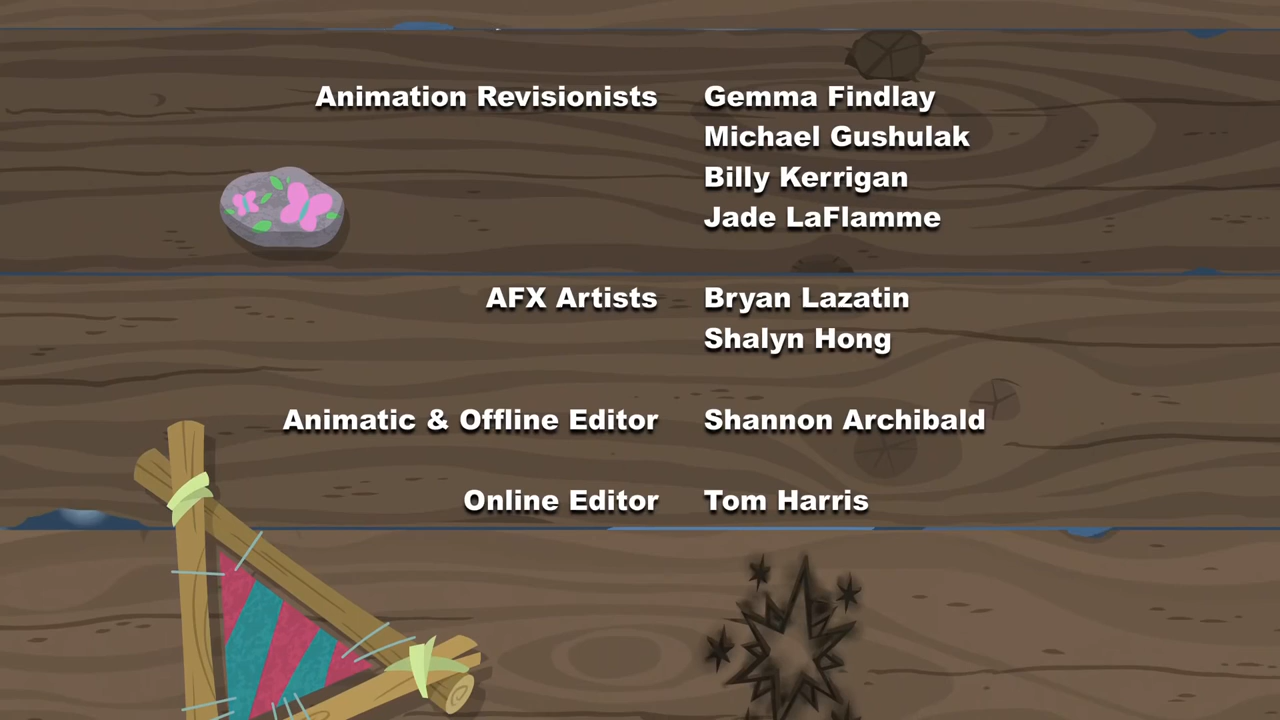 Animation Revisionists Gemma Findlay
Michael Gushulak
Billy Kerrigan
Jade LaFlamme
AFX Artists Bryan Lazatin
Shalyn Hong
Animatic & Offline Editor Shannon Archibald
Online Editor Tom Harris